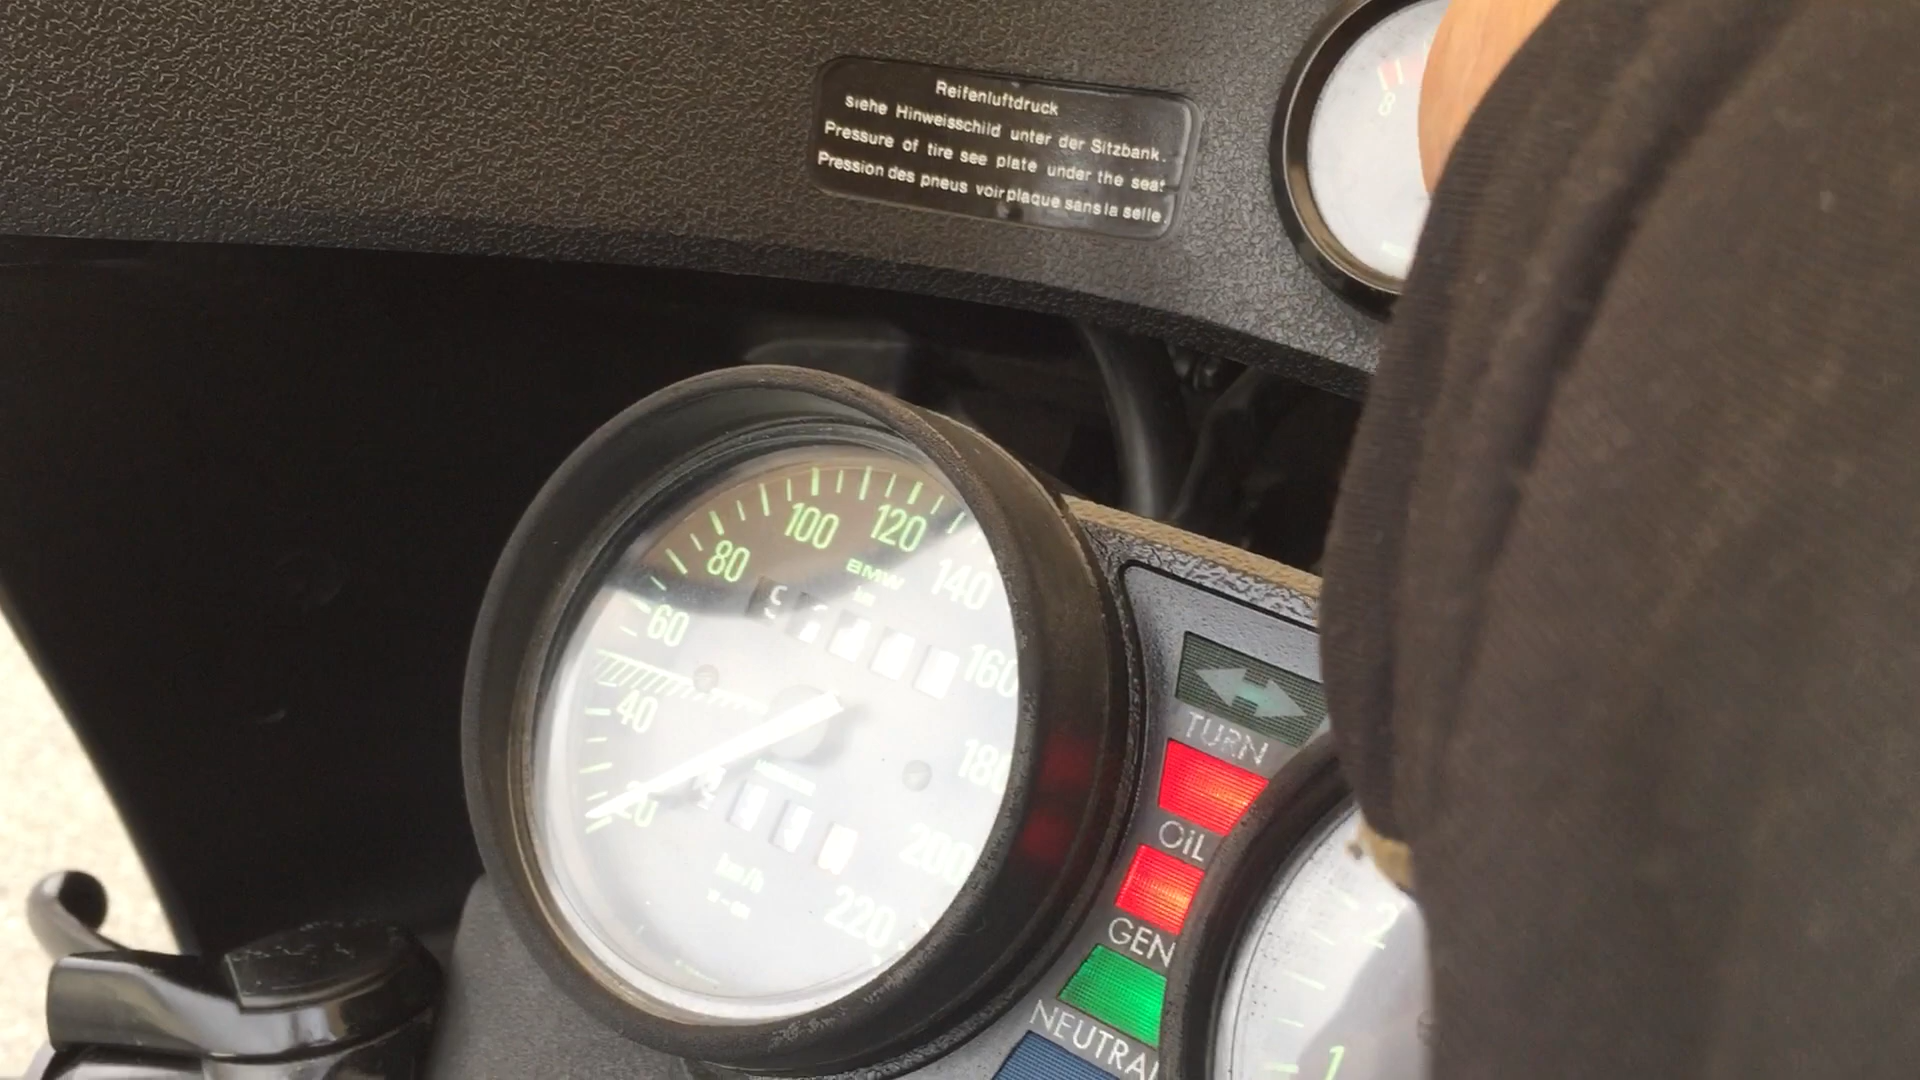 Reifenluftdruck
siehe Hinweisschild unter der Sitzbank.
Pressure of tire see plate under the seat
Pression des pneus voir plaque sans la selle.
8
100
120
80
BMW
140
60
160
40
180
20
200
km/h
220
TURN
OiL
GEN
NEUTRAL
2
1